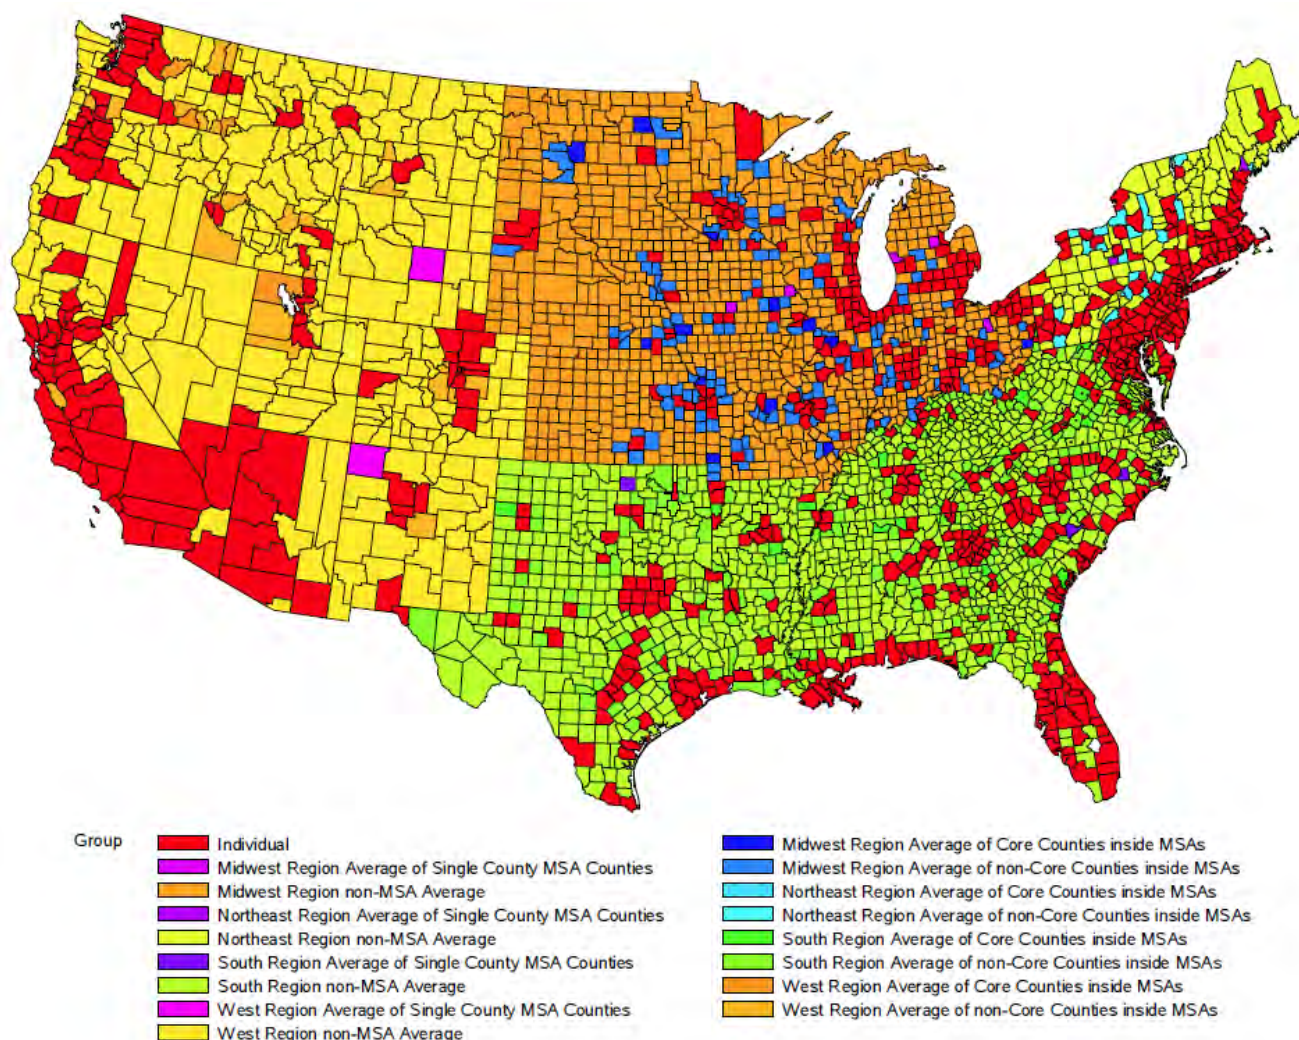 Group
Individual
Midwest Region Average of Single County MSA Counties
Midwest Region non-MSA Average
Northeast Region Average of Single County MSA Counties
Northeast Region non-MSA Average
South Region Average of Single County MSA Counties
South Region non-MSA Average
West Region Average of Single County MSA Counties
West Region non-MSA Average
Midwest Region Average of Core Counties inside MSAs
Midwest Region Average of non-Core Counties inside MSAs
Northeast Region Average of Core Counties inside MSAs
Northeast Region Average of non-Core Counties inside MSAs
South Region Average of Core Counties inside MSAs
South Region Average of non-Core Counties inside MSAs
West Region Average of Core Counties inside MSAs
West Region Average of non-Core Counties inside MSAs